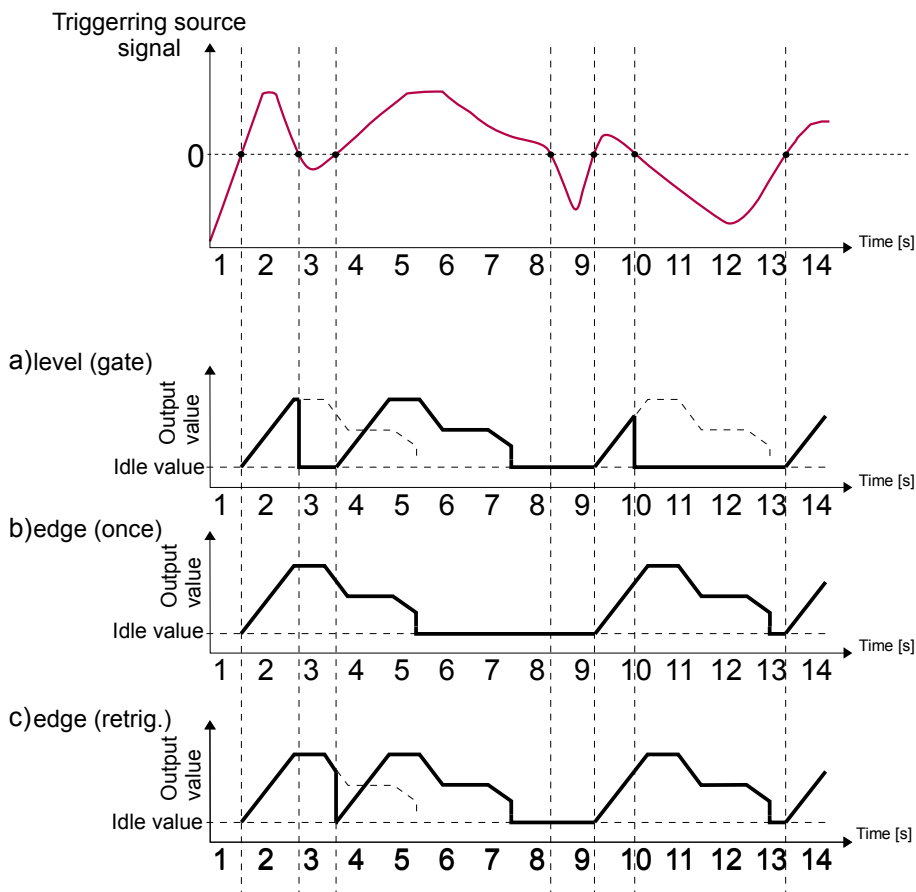 Triggerring source
signal
0
Time [s]
1 2 3 4 5 6 7 8 9 10 11 12 13 14
a)level (gate)
Output
value
Idle value
Time [s]
1 2 3 4 5 6 7 8 9 10 11 12 13 14
b)edge (once)
Output
value
Idle value
Time [s]
1 2 3 4 5 6 7 8 9 10 11 12 13 14
c)edge (retrig.)
Output
value
Idle value
Time [s]
1 2 3 4 5 6 7 8 9 10 11 12 13 14